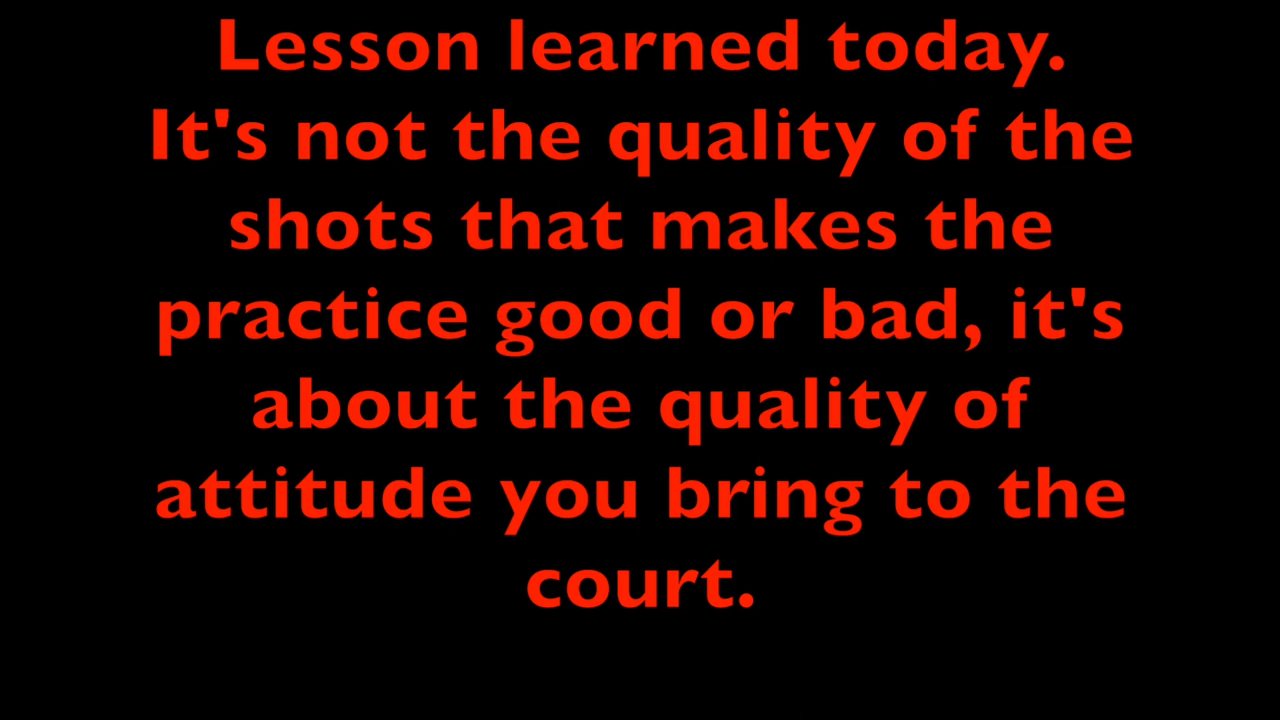 Lesson learned today.
It's not the quality of the
shots that makes the
practice good or bad, it's
about the quality of
attitude you bring to the
court.